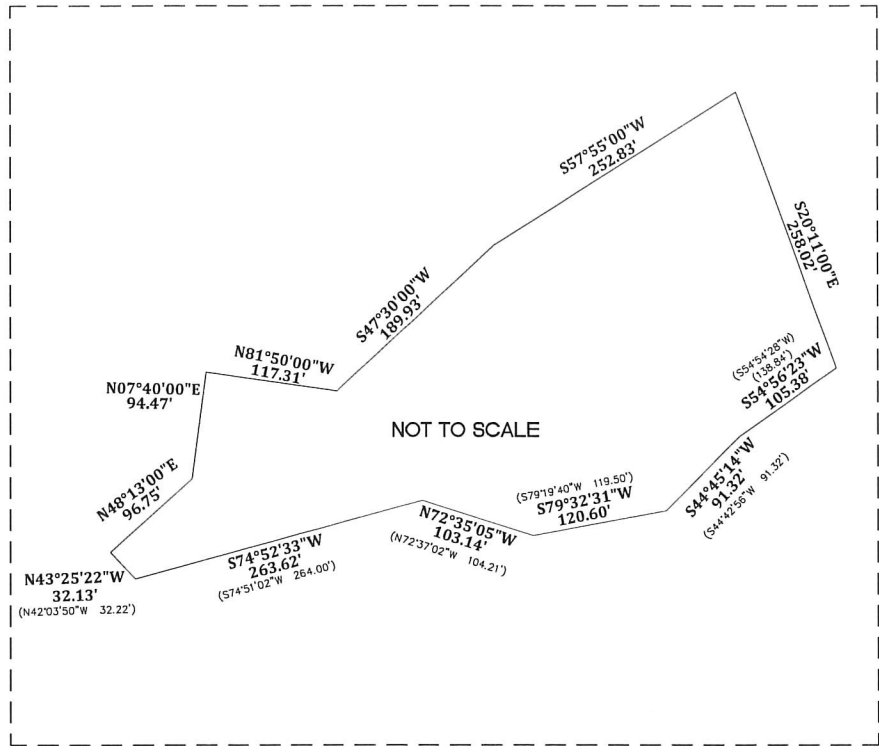 S57°55'00"W
252.83'
S20°11'00"E
258.02'
S47°30'00"W
189.93'
N81°50'00"W
117.31'
N07°40'00"E
94.47'
(S54°54'28"W)
(138.84')
S54°56'23"W
105.38'
NOT TO SCALE
N48°13'00"E
96.75'
S44°45'14"W
91.32'
(S44°42'56"W 91.32')
(S79°19'40"W 119.50')
S79°32'31"W
120.60'
N72°35'05"W
103.14'
(N72°37'02"W 104.21')
S74°52'33"W
263.62'
(S74°51'02"W 264.00')
N43°25'22"W
32.13'
(N42°03'50"W 32.22')